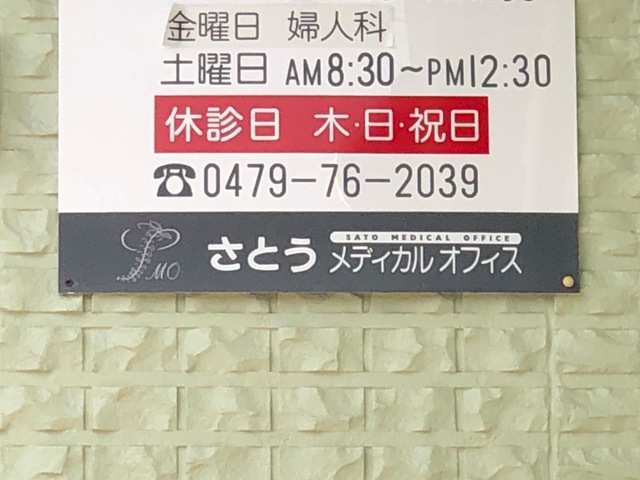 金曜日 婦人科
土曜日 AM8:30～PM12:30
休診日 木・日・祝日
☎0479-76-2039
SATO MEDICAL OFFICE
さとう メディカル オフィス
SMO